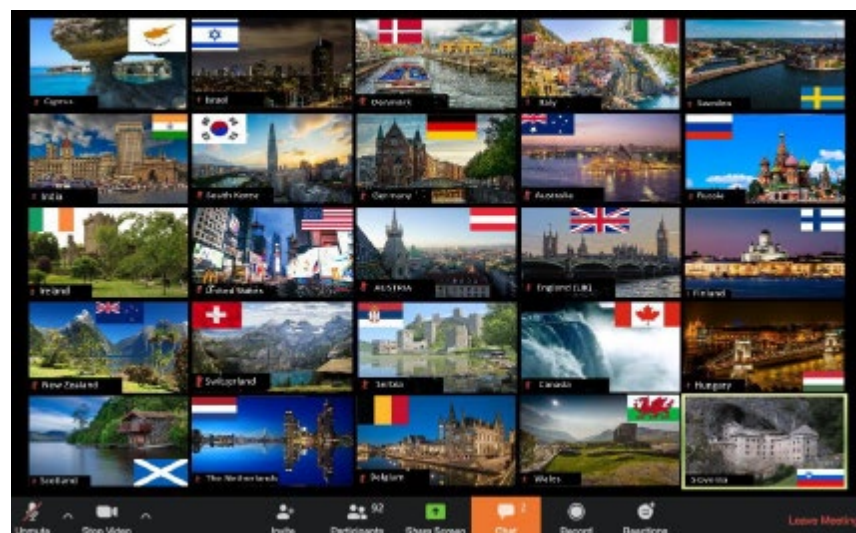 Cyprus
Israel
Denmark
Italy
Sweden
India
South Korea
Germany
Australia
Russia
Ireland
United States
AUSTRIA
England (UK)
Finland
New Zealand
Switzerland
Serbia
Canada
Hungary
Scotland
The Netherlands
Belgium
Wales
Slovenia
92
2
Unmute
Stop Video
Invite
Participants
Share Screen
Chat
Record
Reactions
Leave Meeting